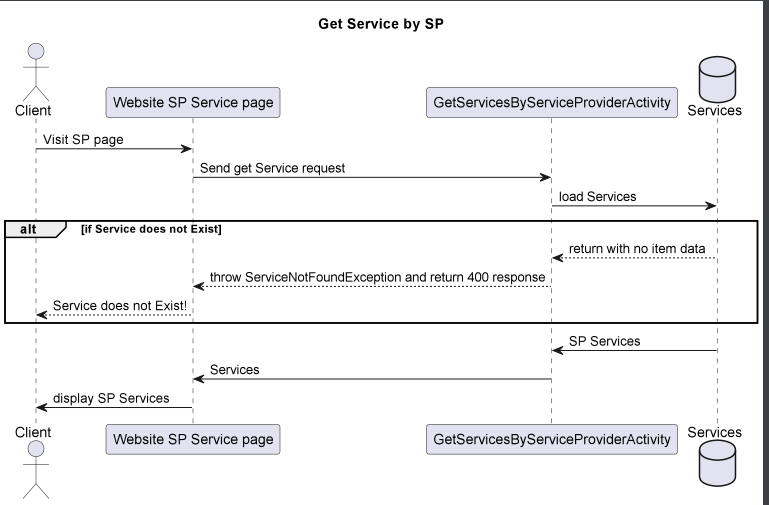 Get Service by SP
Client
Website SP Service page
GetServicesByServiceProviderActivity
Services
Visit SP page
Send get Service request
load Services
alt
[if Service does not Exist]
return with no item data
throw ServiceNotFoundException and return 400 response
Service does not Exist!
SP Services
Services
display SP Services
Client
Website SP Service page
GetServicesByServiceProviderActivity
Services